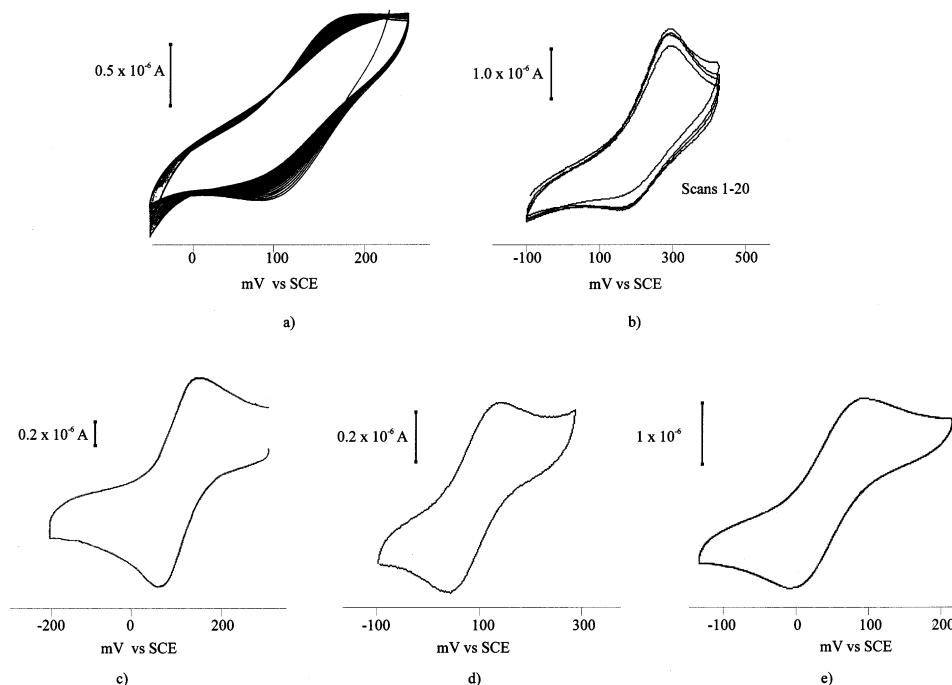 0.5 x 10⁻⁶ A
0 100 200
mV vs SCE
a)
1.0 x 10⁻⁶ A
Scans 1-20
-100 100 300 500
mV vs SCE
b)
0.2 x 10⁻⁶ A
-200 0 200
mV vs SCE
c)
0.2 x 10⁻⁶ A
-100 100 300
mV vs SCE
d)
1 x 10⁻⁶
-100 0 100 200
mV vs SCE
e)